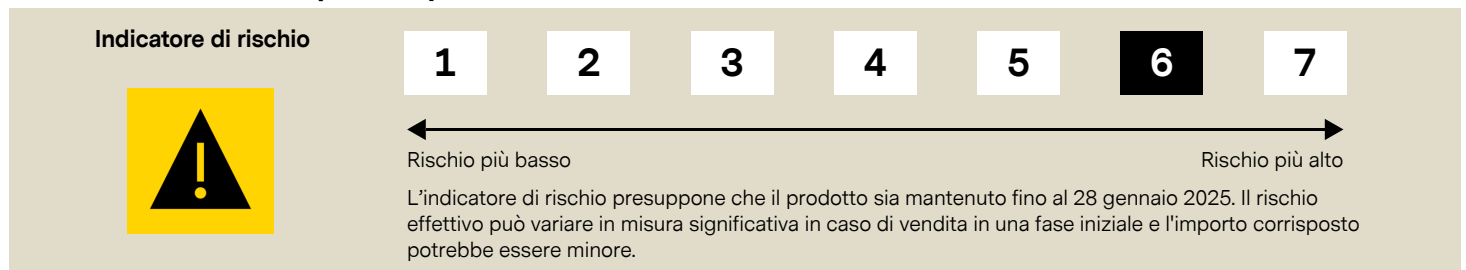 Indicatore di rischio
1 2 3 4 5 6 7
Rischio più basso Rischio più alto
L'indicatore di rischio presuppone che il prodotto sia mantenuto fino al 28 gennaio 2025. Il rischio
effettivo può variare in misura significativa in caso di vendita in una fase iniziale e l'importo corrisposto
potrebbe essere minore.